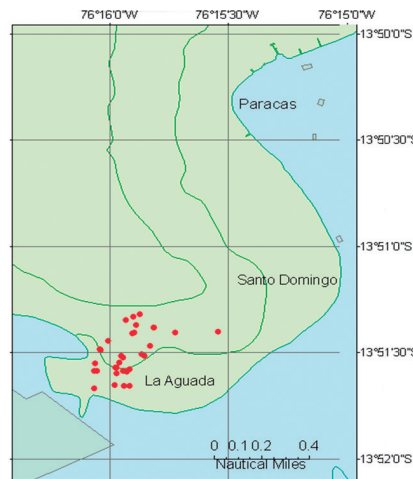 76°16'0"W 76°15'30"W 76°15'0"W
13°50'0"S
Paracas
13°50'30"S
13°51'0"S
Santo Domingo
13°51'30"S
La Aguada
0 0.1 0.2 0.4
Nautical Miles
13°52'0"S